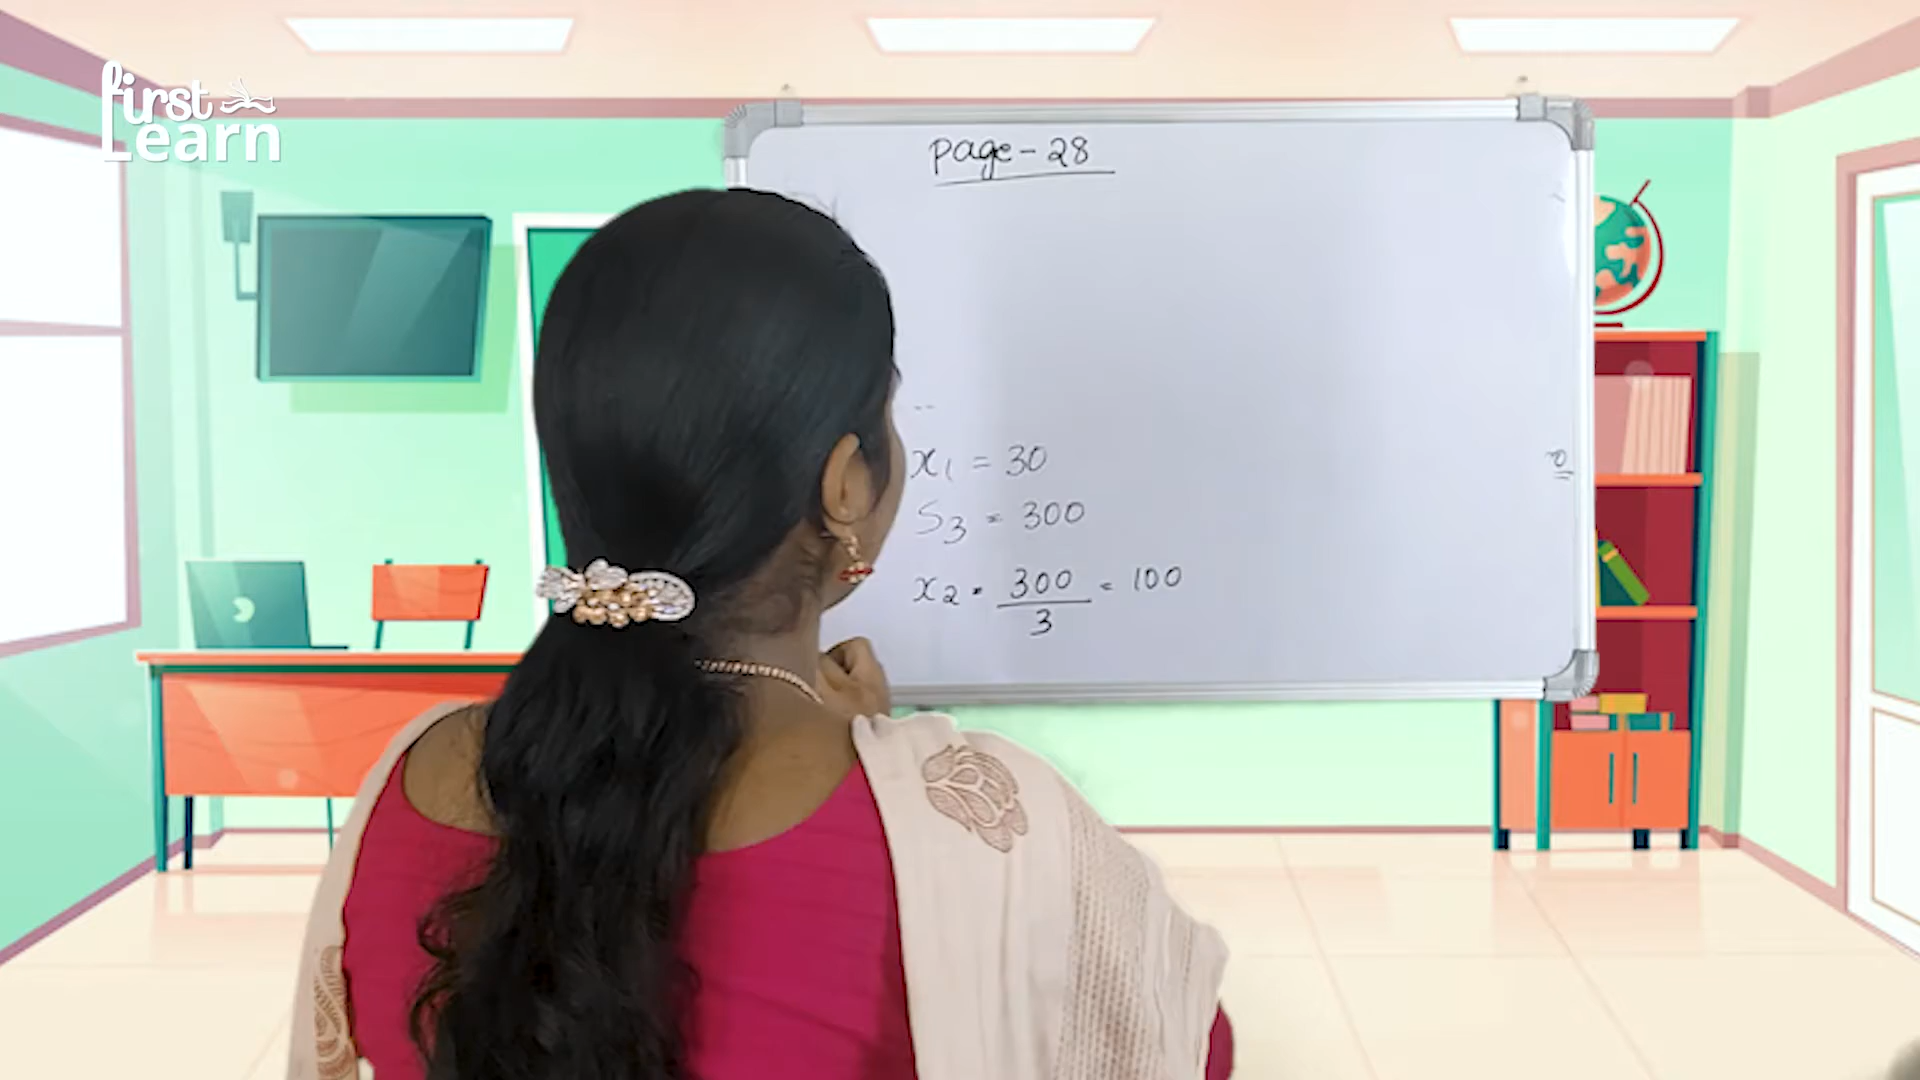 First
Learn
Page - 28
x₁ = 30
S₃ = 300
x₂ = 300/3 = 100